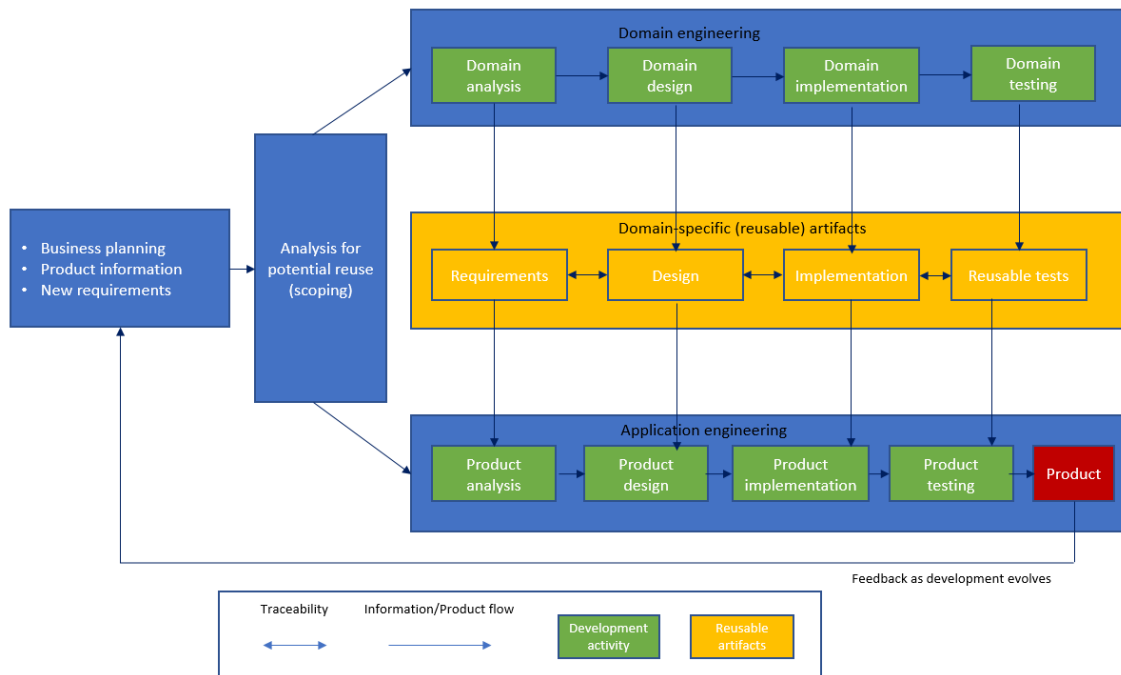 Domain engineering
Domain
analysis
Domain
design
Domain
implementation
Domain
testing
• Business planning
• Product information
• New requirements
Analysis for
potential reuse
(scoping)
Domain-specific (reusable) artifacts
Requirements
Design
Implementation
Reusable tests
Application engineering
Product
analysis
Product
design
Product
implementation
Product
testing
Product
Feedback as development evolves
Traceability
Information/Product flow
Development
activity
Reusable
artifacts